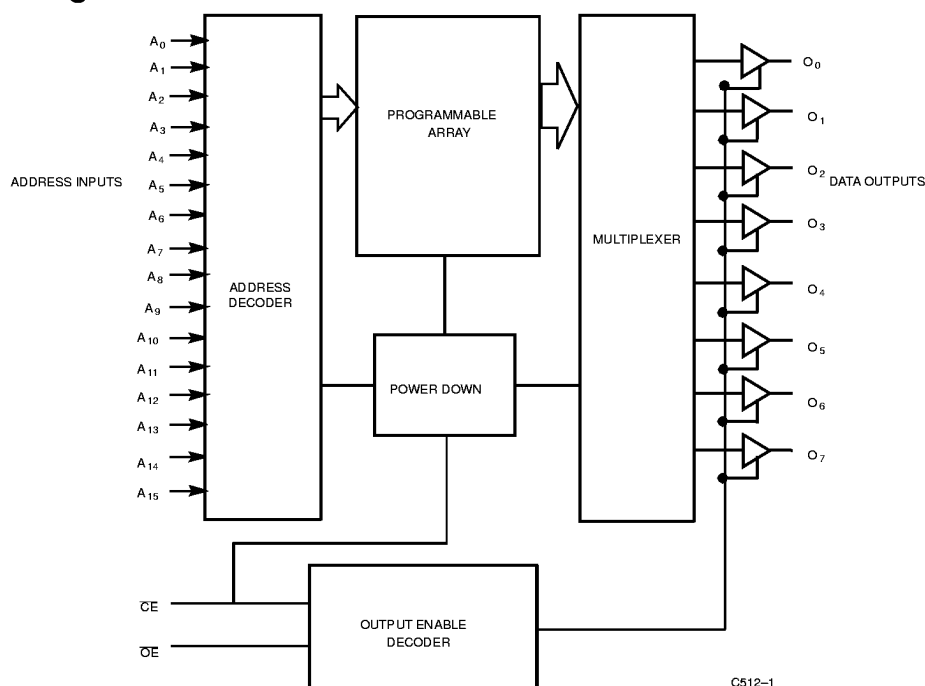 g
A0
A1
A2
A3
A4
A5
A6
A7
A8
A9
A10
A11
A12
A13
A14
A15
ADDRESS INPUTS
ADDRESS
DECODER
PROGRAMMABLE
ARRAY
POWER DOWN
MULTIPLEXER
O0
O1
O2
O3
O4
O5
O6
O7
DATA OUTPUTS
CE
OE
OUTPUT ENABLE
DECODER
C512–1